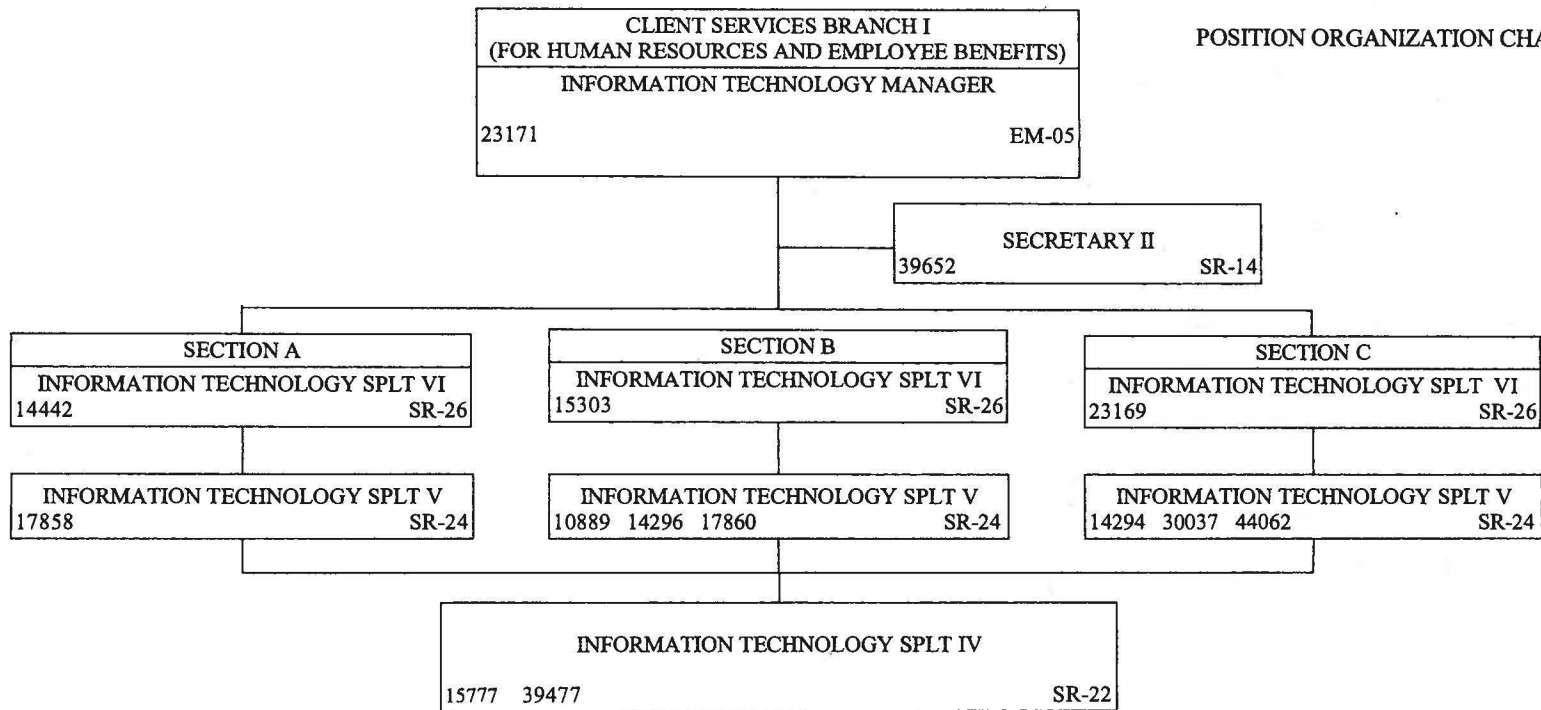 CLIENT SERVICES BRANCH I
(FOR HUMAN RESOURCES AND EMPLOYEE BENEFITS)
POSITION ORGANIZATION CHA
INFORMATION TECHNOLOGY MANAGER
23171 EM-05
SECRETARY II
39652 SR-14
SECTION A
INFORMATION TECHNOLOGY SPLT VI
14442 SR-26
SECTION B
INFORMATION TECHNOLOGY SPLT VI
15303 SR-26
SECTION C
INFORMATION TECHNOLOGY SPLT VI
23169 SR-26
INFORMATION TECHNOLOGY SPLT V
17858 SR-24
INFORMATION TECHNOLOGY SPLT V
10889 14296 17860 SR-24
INFORMATION TECHNOLOGY SPLT V
14294 30037 44062 SR-24
INFORMATION TECHNOLOGY SPLT IV
15777 39477 SR-22